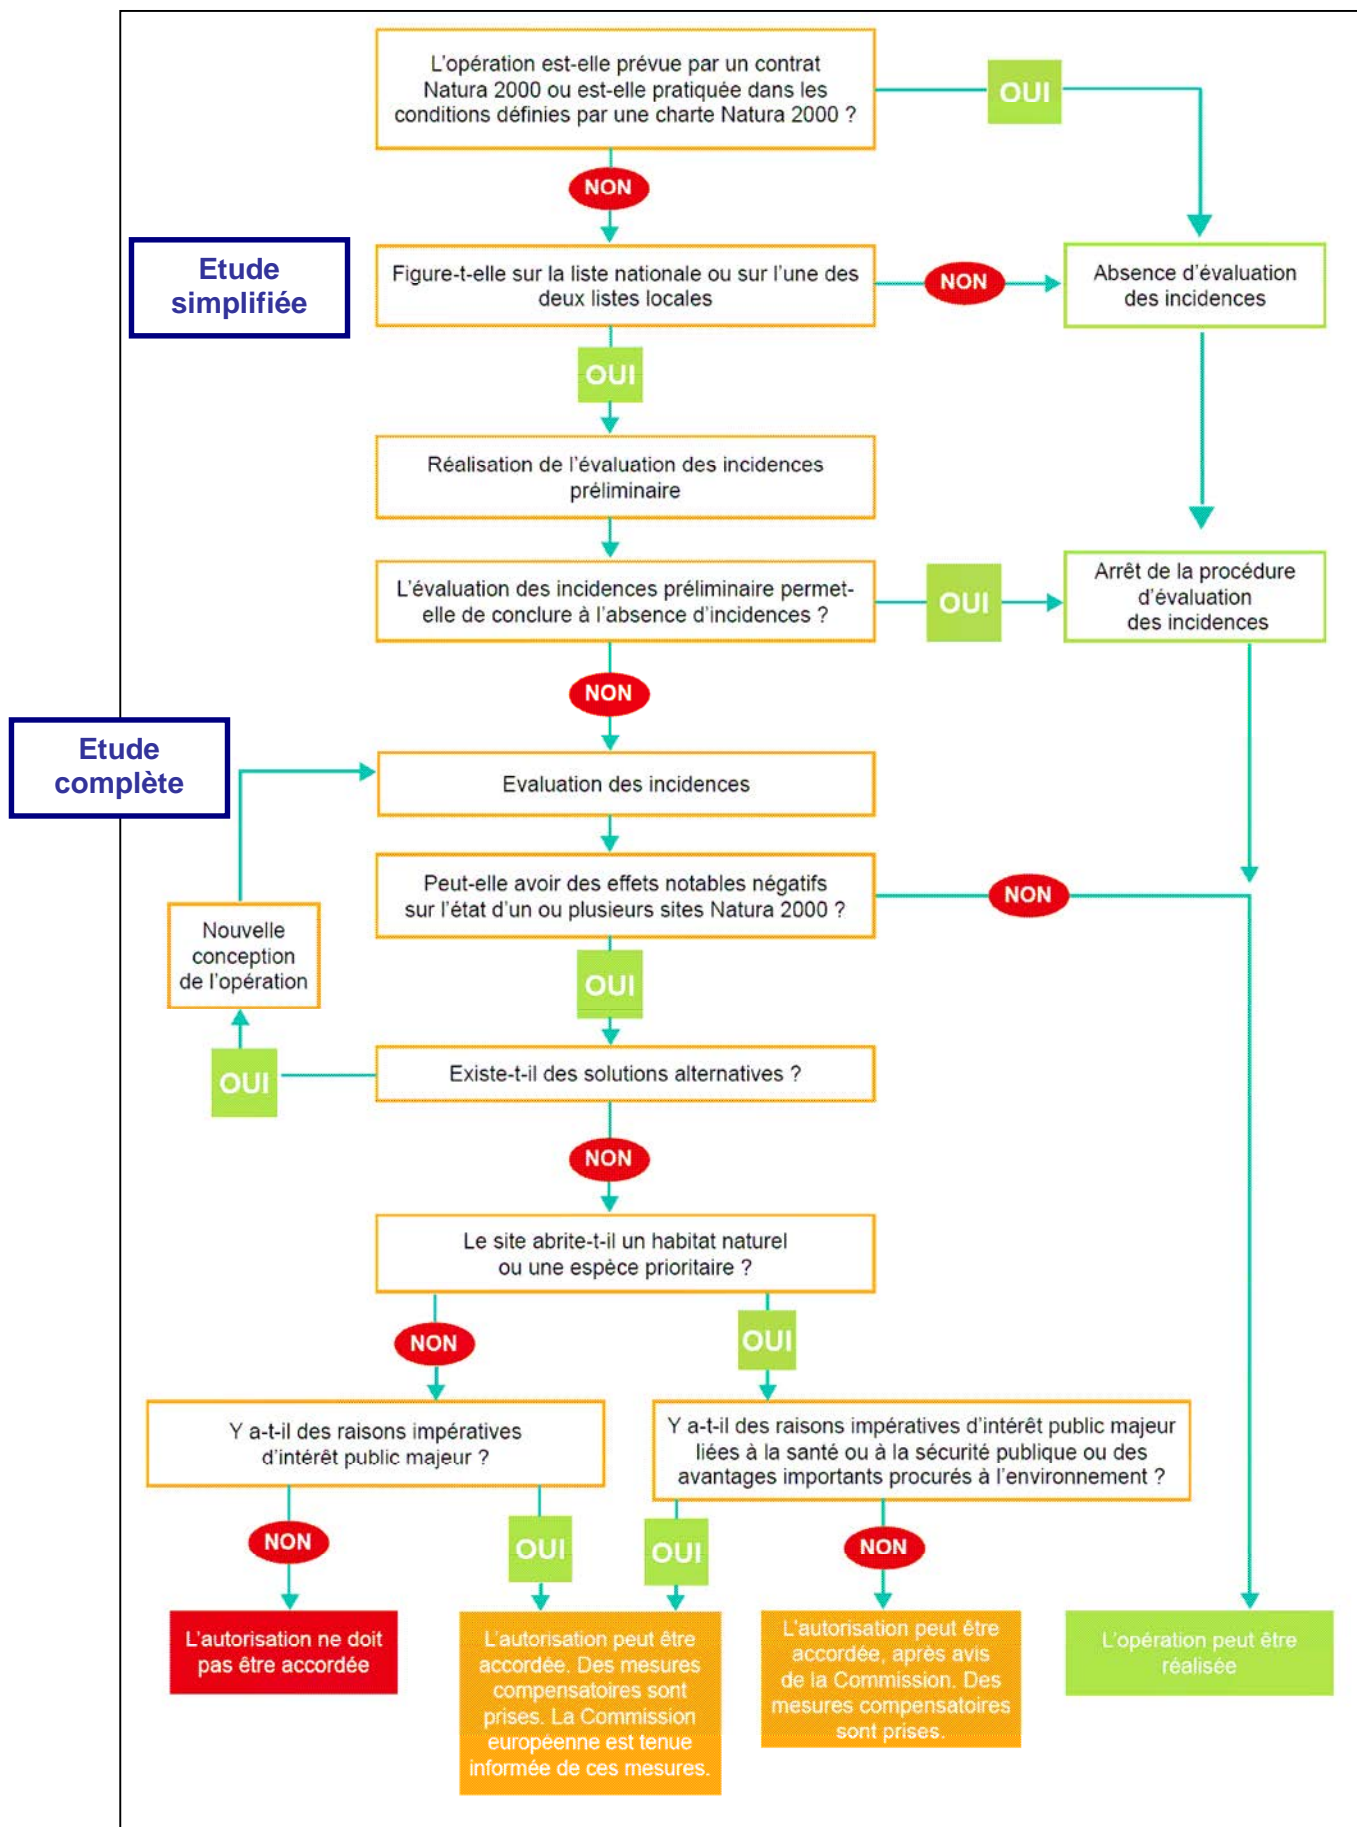 L'opération est-elle prévue par un contrat
Natura 2000 ou est-elle pratiquée dans les
conditions définies par une charte Natura 2000 ?
OUI
NON
Etude
simplifiée
Figure-t-elle sur la liste nationale ou sur l'une des
deux listes locales
NON
Absence d'évaluation
des incidences
OUI
Réalisation de l'évaluation des incidences
préliminaire
L'évaluation des incidences préliminaire permet-
elle de conclure à l'absence d'incidences ?
OUI
Arrêt de la procédure
d'évaluation
des incidences
NON
Etude
complète
Evaluation des incidences
Peut-elle avoir des effets notables négatifs
sur l'état d'un ou plusieurs sites Natura 2000 ?
NON
Nouvelle
conception
de l'opération
OUI
OUI
Existe-t-il des solutions alternatives ?
NON
Le site abrite-t-il un habitat naturel
ou une espèce prioritaire ?
NON
OUI
Y a-t-il des raisons impératives
d'intérêt public majeur ?
Y a-t-il des raisons impératives d'intérêt public majeur
liées à la santé ou à la sécurité publique ou des
avantages importants procurés à l'environnement ?
NON
OUI
OUI
NON
L'autorisation ne doit
pas être accordée
L'autorisation peut être
accordée. Des mesures
compensatoires sont
prises. La Commission
européenne est tenue
informée de ces mesures.
L'autorisation peut être
accordée, après avis
de la Commission. Des
mesures compensatoires
sont prises.
L'opération peut être
réalisée